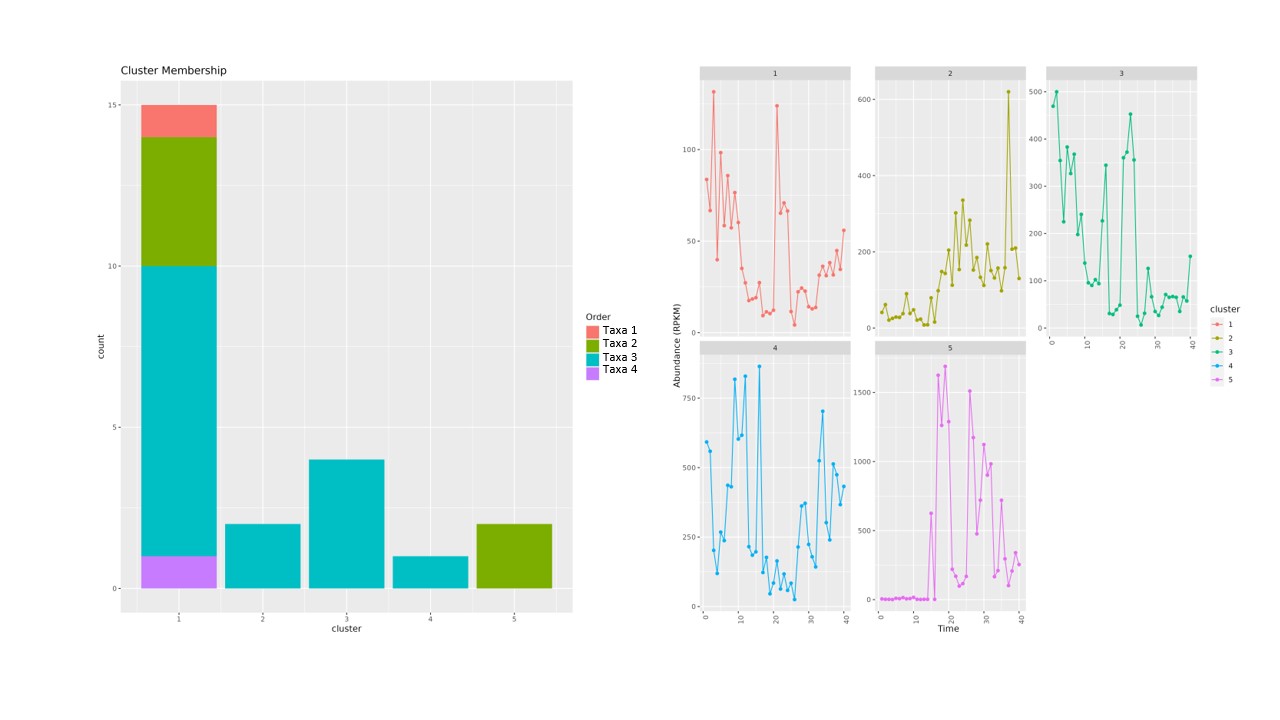 Cluster Membership
15
10
5
0
count
1 2 3 4 5
cluster
Order
Taxa 1
Taxa 2
Taxa 3
Taxa 4
Abundance (RPKM)
1
100
50
0
2
600
400
200
0
3
500
400
300
200
100
0
0 10 20 30 40
4
750
500
250
0
0 10 20 30 40
5
1500
1000
500
0
0 10 20 30 40
Time
cluster
1
2
3
4
5